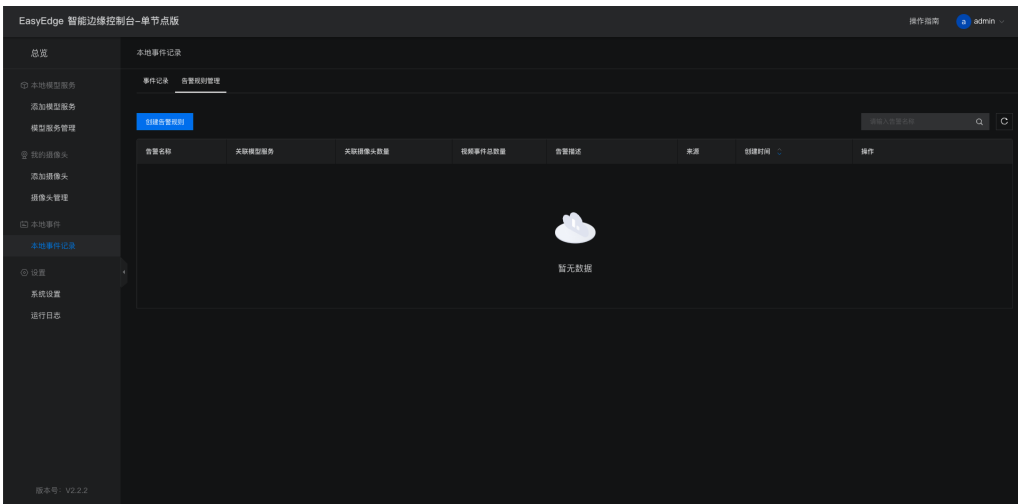 EasyEdge 智能边缘控制台-单节点版
操作指南 a admin
总览
本地事件记录
本地模型服务
添加模型服务
模型服务管理
我的摄像头
添加摄像头
摄像头管理
本地事件
本地事件记录
设置
系统设置
运行日志
版本号: V2.2.2
事件记录 告警规则管理
创建告警规则
请输入告警名称
告警名称 关联模型服务 关联摄像头数量 视频事件总数量 告警描述 来源 创建时间 操作
暂无数据